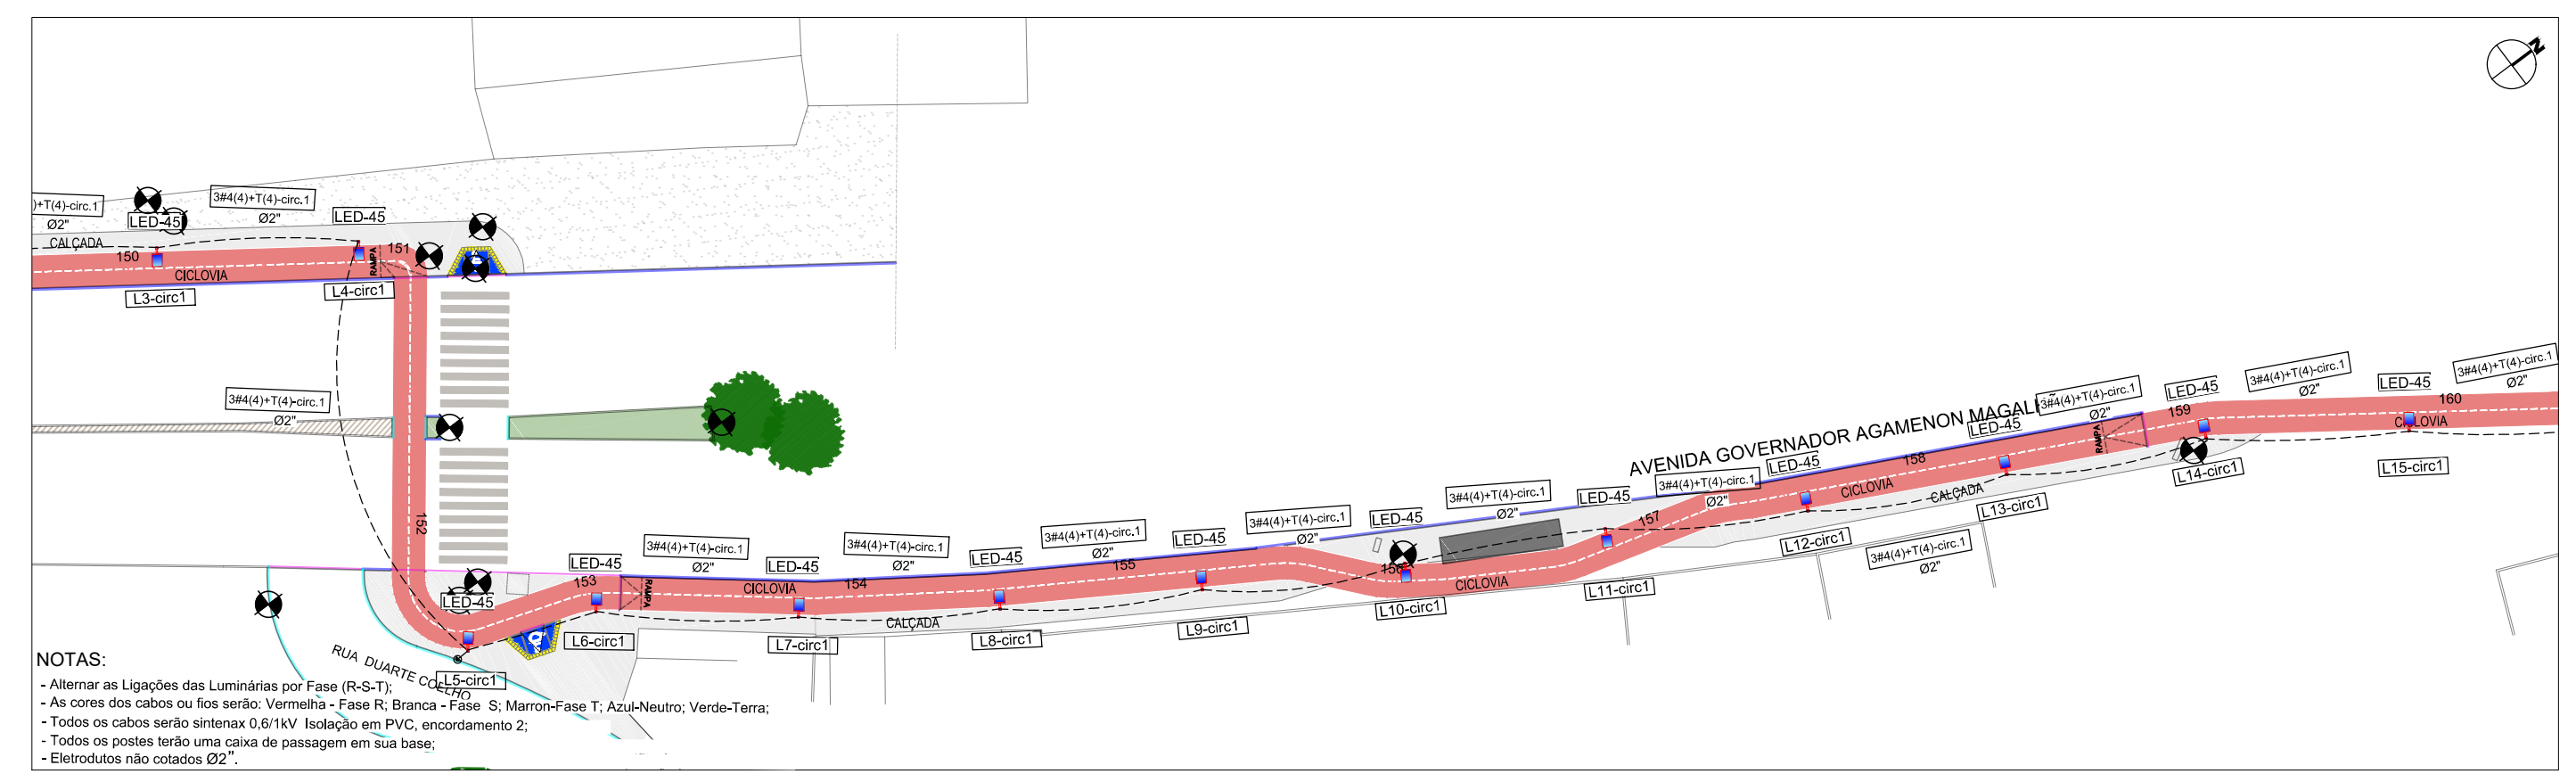 N
)+T(4)-circ.1
Ø2"
LED-45
3#4(4)+T(4)-circ.1
Ø2"
LED-45
CALÇADA
150
CICLOVIA
RAMPA
151
L3-circ1
L4-circ1
3#4(4)+T(4)-circ.1
Ø2"
152
LED-45
L5-circ1
RUA DUARTE COELHO
LED-45
153
L6-circ1
RAMPA
3#4(4)+T(4)-circ.1
Ø2"
CICLOVIA
LED-45
L7-circ1
154
3#4(4)+T(4)-circ.1
Ø2"
CALÇADA
LED-45
L8-circ1
3#4(4)+T(4)-circ.1
Ø2"
155
LED-45
L9-circ1
3#4(4)+T(4)-circ.1
Ø2"
LED-45
156
L10-circ1
3#4(4)+T(4)-circ.1
Ø2"
CICLOVIA
LED-45
L11-circ1
157
AVENIDA GOVERNADOR AGAMENON
3#4(4)+T(4)-circ.1
Ø2"
LED-45
L12-circ1
CICLOVIA
158
CALÇADA
3#4(4)+T(4)-circ.1
Ø2"
LED-45
L13-circ1
3#4(4)+T(4)-circ.1
Ø2"
RAMPA
159
LED-45
L14-circ1
3#4(4)+T(4)-circ.1
Ø2"
LED-45
CICLOVIA
L15-circ1
160
3#4(4)+T(4)-circ.1
Ø2"
NOTAS:
- Alternar as Ligações das Luminárias por Fase (R-S-T);
- As cores dos cabos ou fios serão: Vermelha - Fase R; Branca - Fase S; Marron-Fase T; Azul-Neutro; Verde-Terra;
- Todos os cabos serão sintenax 0,6/1kV Isolação em PVC, encordamento 2;
- Todos os postes terão uma caixa de passagem em sua base;
- Eletrodutos não cotados Ø2".